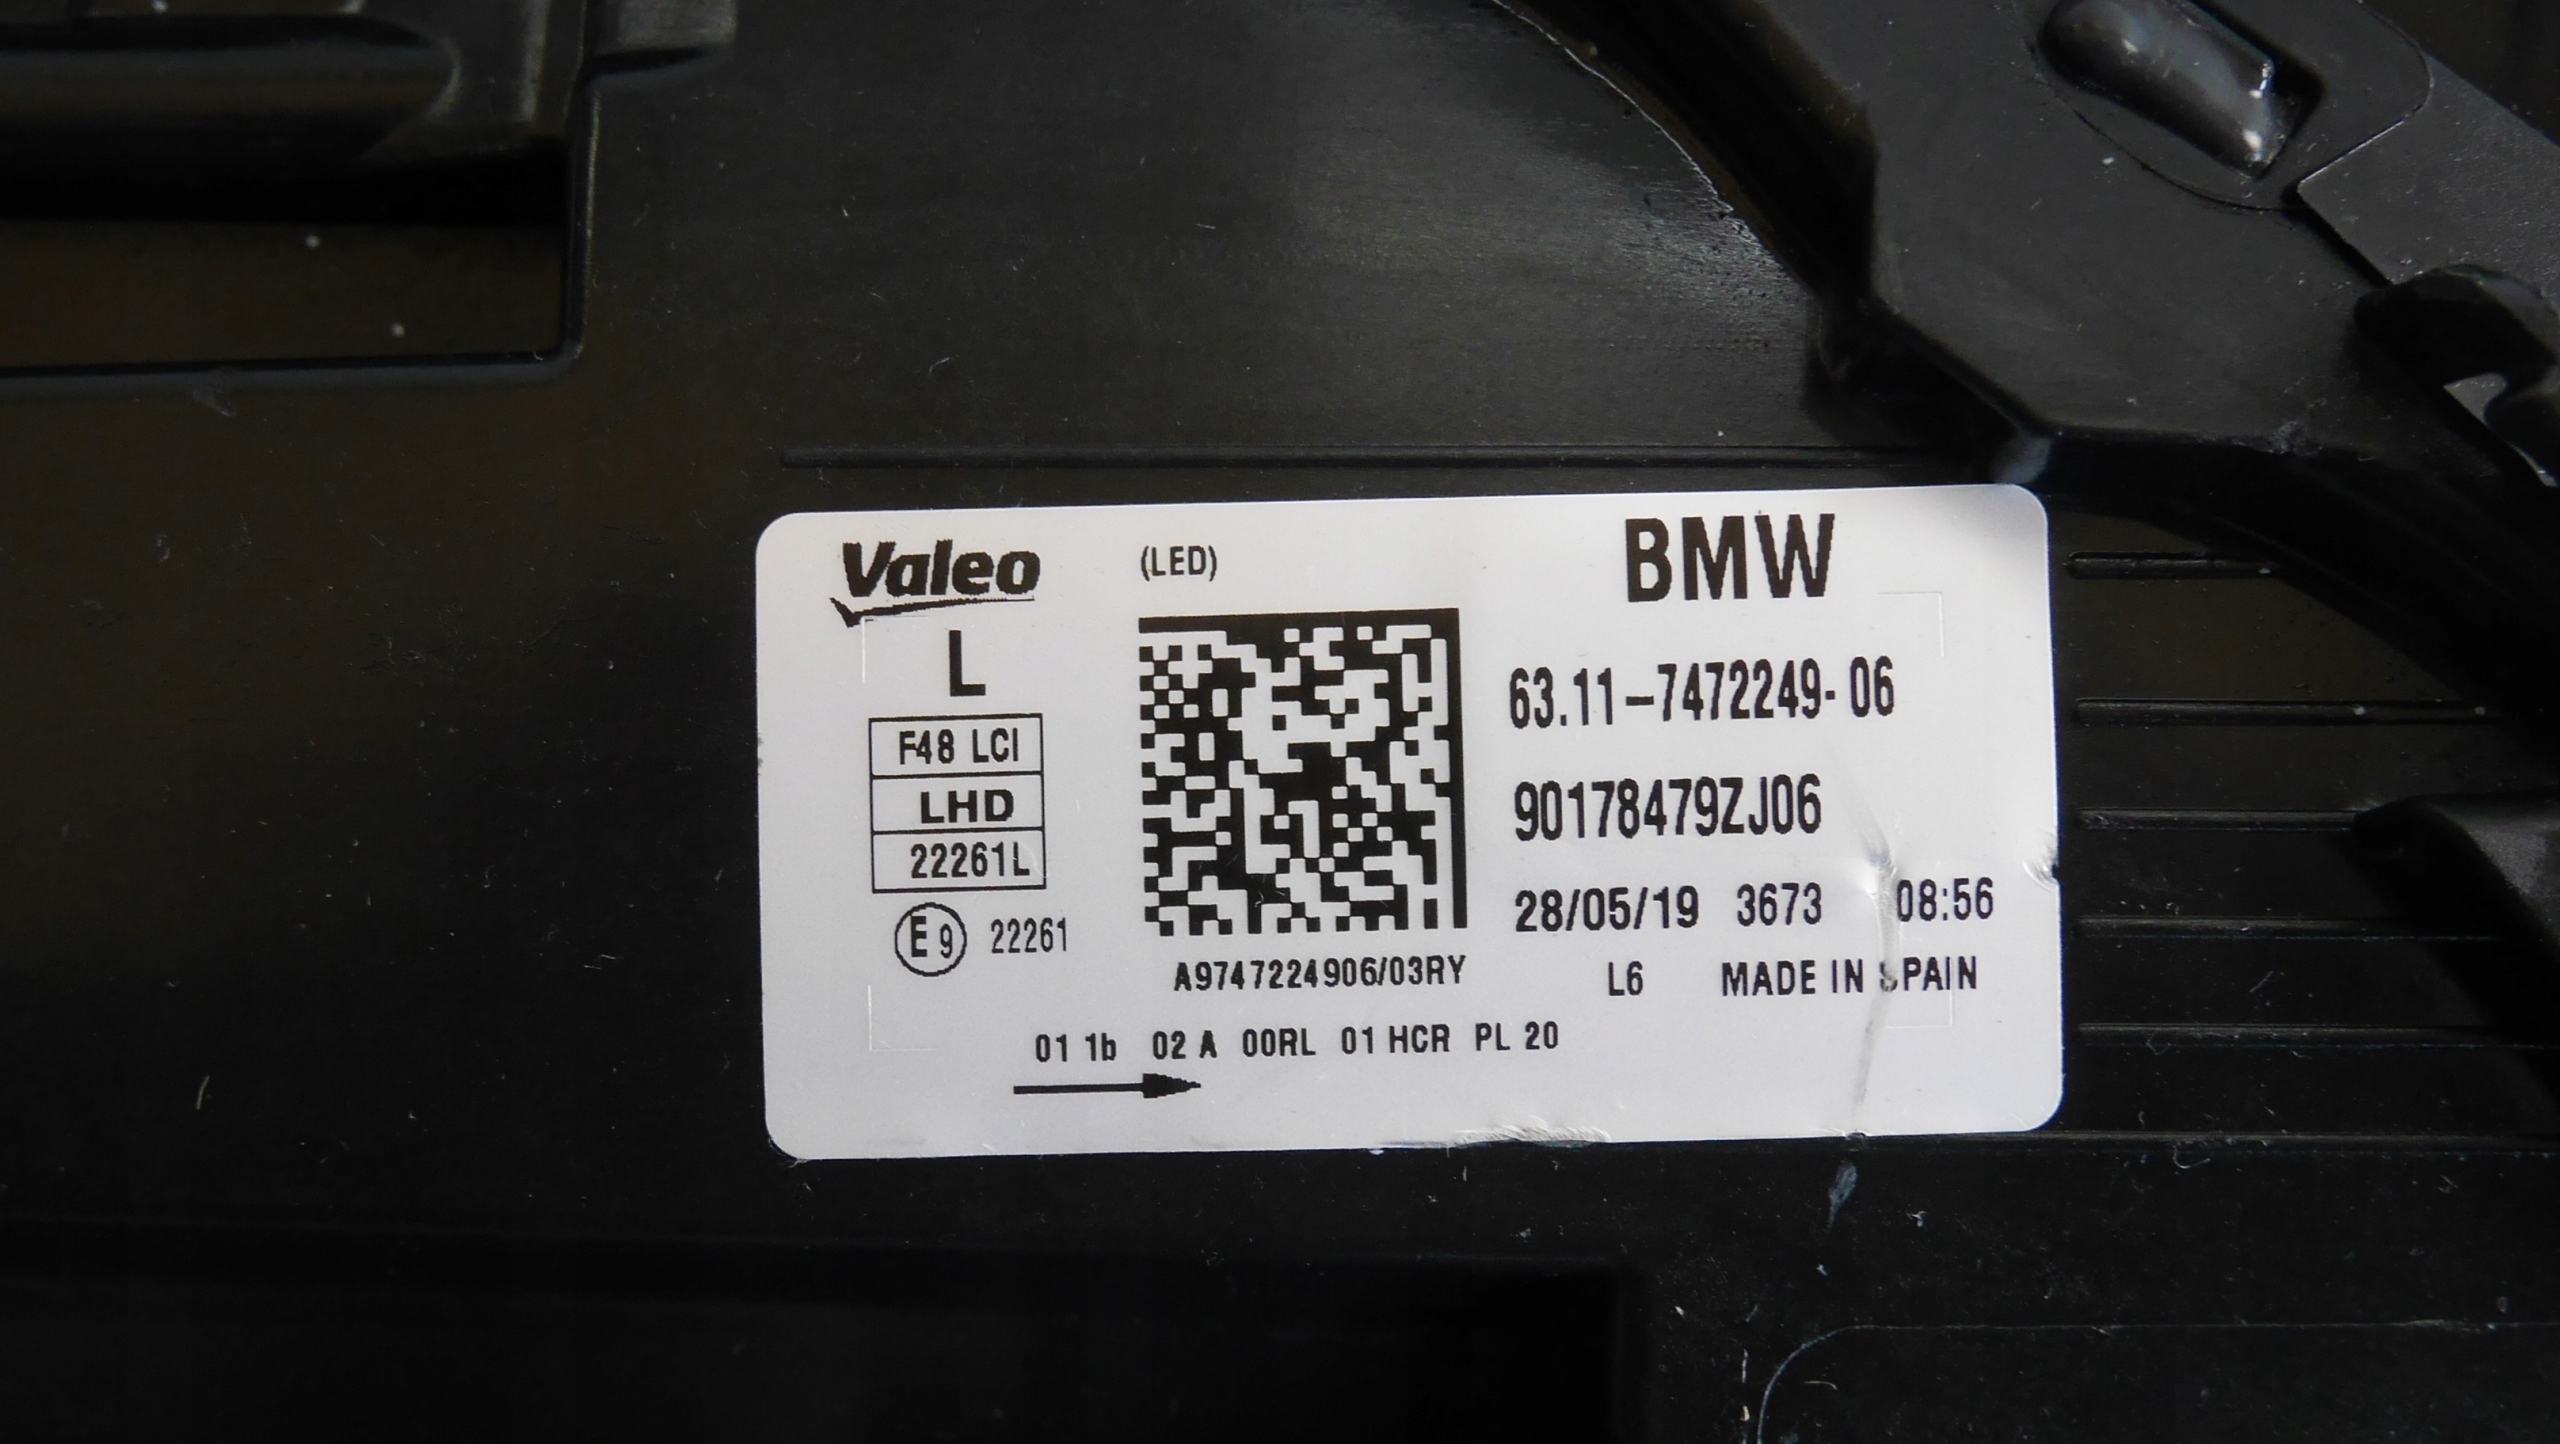 Valeo (LED) BMW
L
63.11-7472249-06
F48 LCI
LHD
90178479ZJ06
22261L
28/05/19 3673 08:56
E9 22261
A9747224906/03RY
L6 MADE IN SPAIN
01 1b 02 A 00RL 01 HCR PL 20